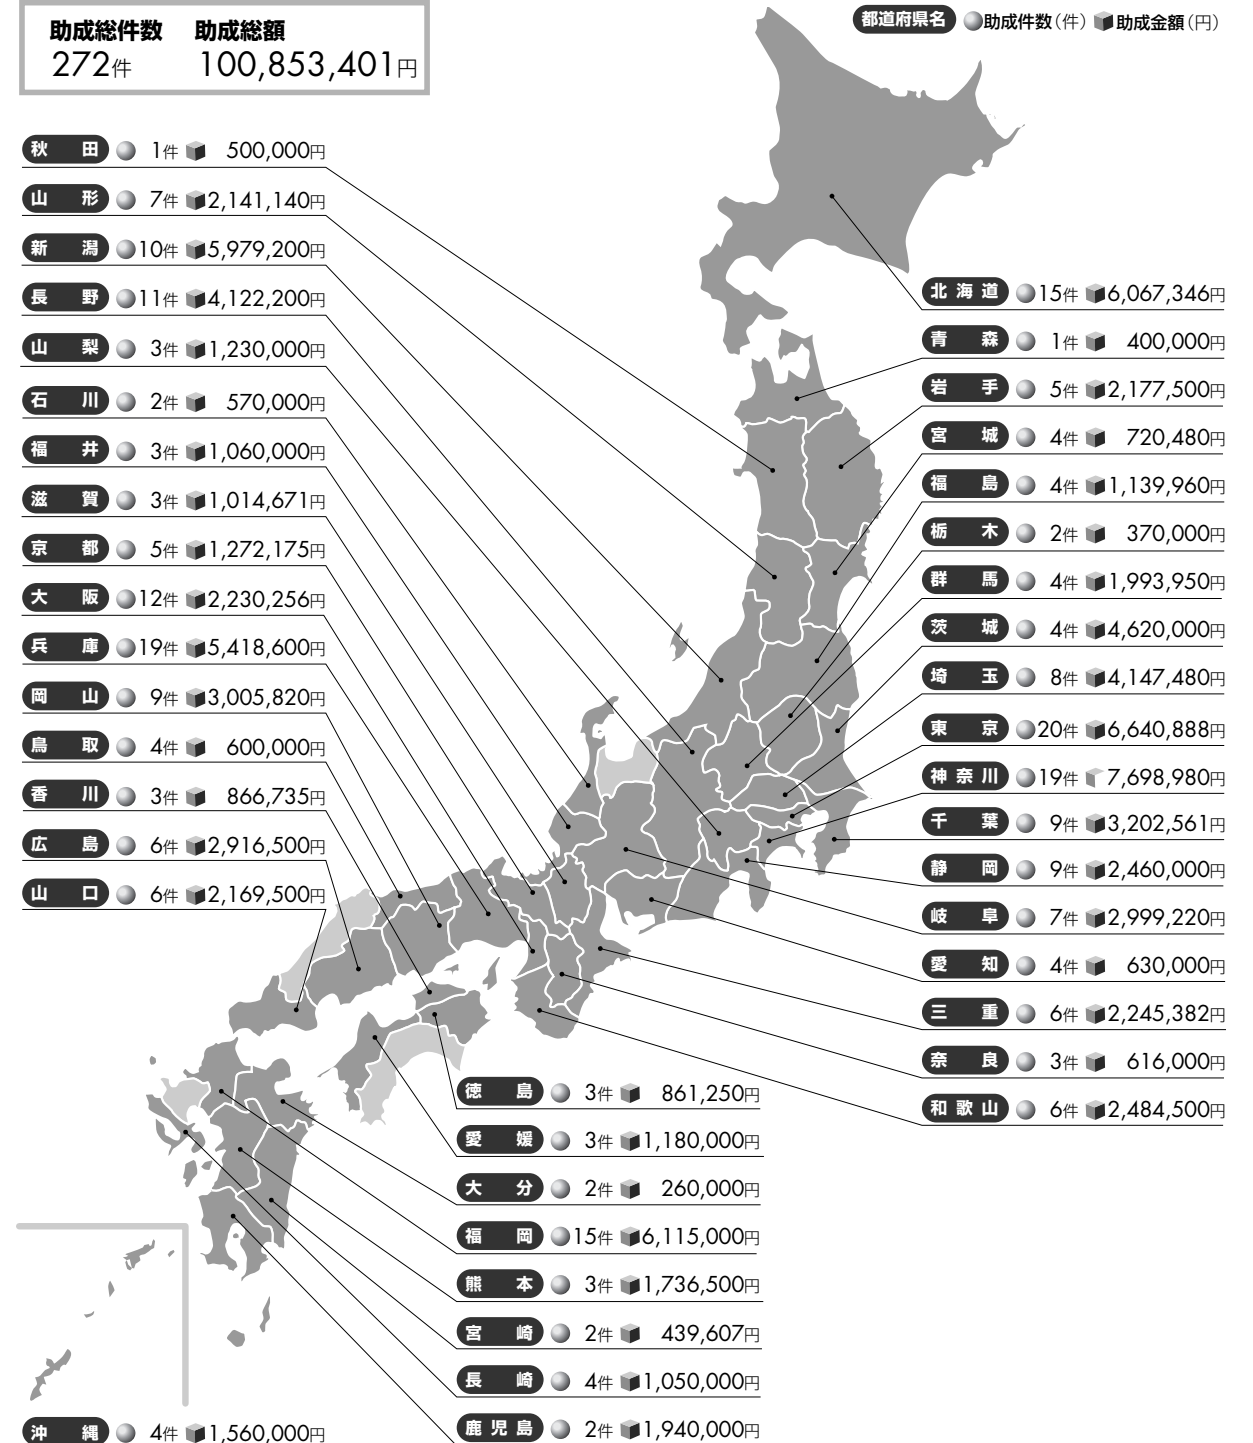 助成総件数 助成総額
272件 100,853,401円
都道府県名 助成件数(件) 助成金額(円)
秋田 1件 500,000円
山形 7件 2,141,140円
新潟 10件 5,979,200円
長野 11件 4,122,200円
山梨 3件 1,230,000円
石川 2件 570,000円
福井 3件 1,060,000円
滋賀 3件 1,014,671円
京都 5件 1,272,175円
大阪 12件 2,230,256円
兵庫 19件 5,418,600円
岡山 9件 3,005,820円
鳥取 4件 600,000円
香川 3件 866,735円
広島 6件 2,916,500円
山口 6件 2,169,500円
北海道 15件 6,067,346円
青森 1件 400,000円
岩手 5件 2,177,500円
宮城 4件 720,480円
福島 4件 1,139,960円
栃木 2件 370,000円
群馬 4件 1,993,950円
茨城 4件 4,620,000円
埼玉 8件 4,147,480円
東京 20件 6,640,888円
神奈川 19件 7,698,980円
千葉 9件 3,202,561円
静岡 9件 2,460,000円
岐阜 7件 2,999,220円
愛知 4件 630,000円
三重 6件 2,245,382円
奈良 3件 616,000円
和歌山 6件 2,484,500円
徳島 3件 861,250円
愛媛 3件 1,180,000円
大分 2件 260,000円
福岡 15件 6,115,000円
熊本 3件 1,736,500円
宮崎 2件 439,607円
長崎 4件 1,050,000円
鹿児島 2件 1,940,000円
沖縄 4件 1,560,000円